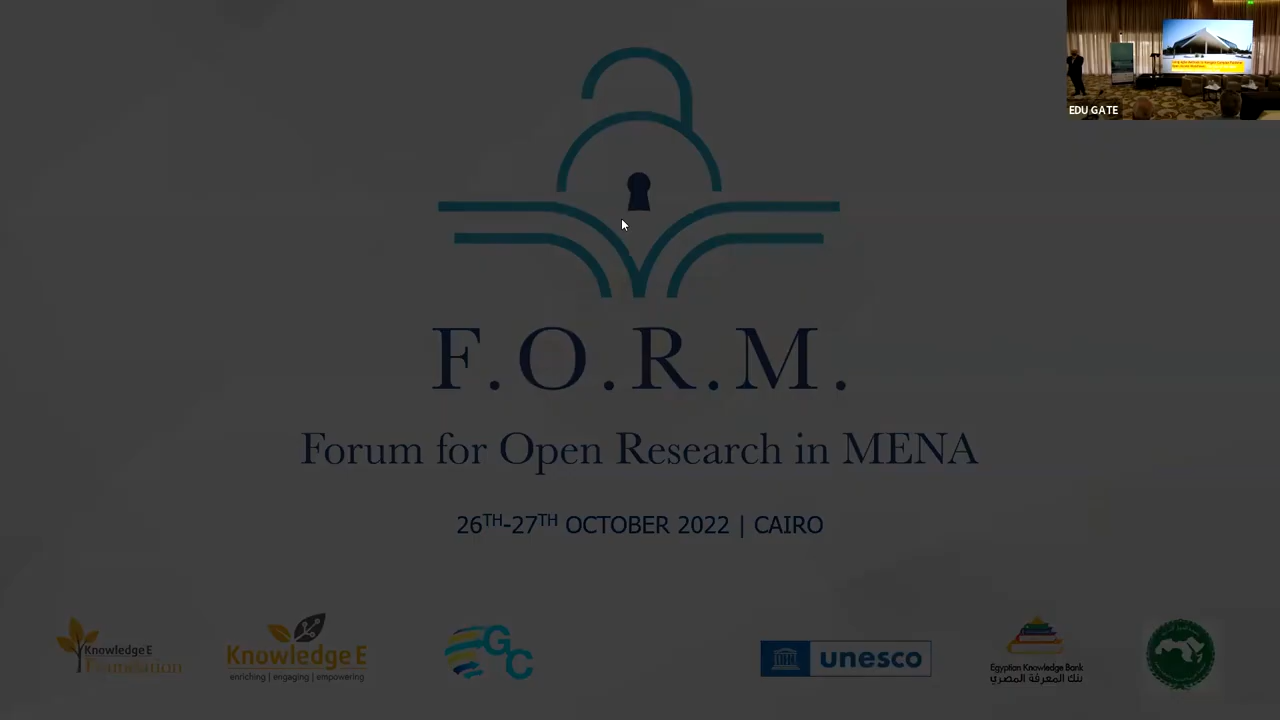 EDU GATE
F.O.R.M.
Forum for Open Research in MENA
26TH-27TH OCTOBER 2022 | CAIRO
Knowledge E
Foundation
Knowledge E
enriching | engaging | empowering
GC
unesco
Egyptian Knowledge Bank
بنك المعرفة المصري